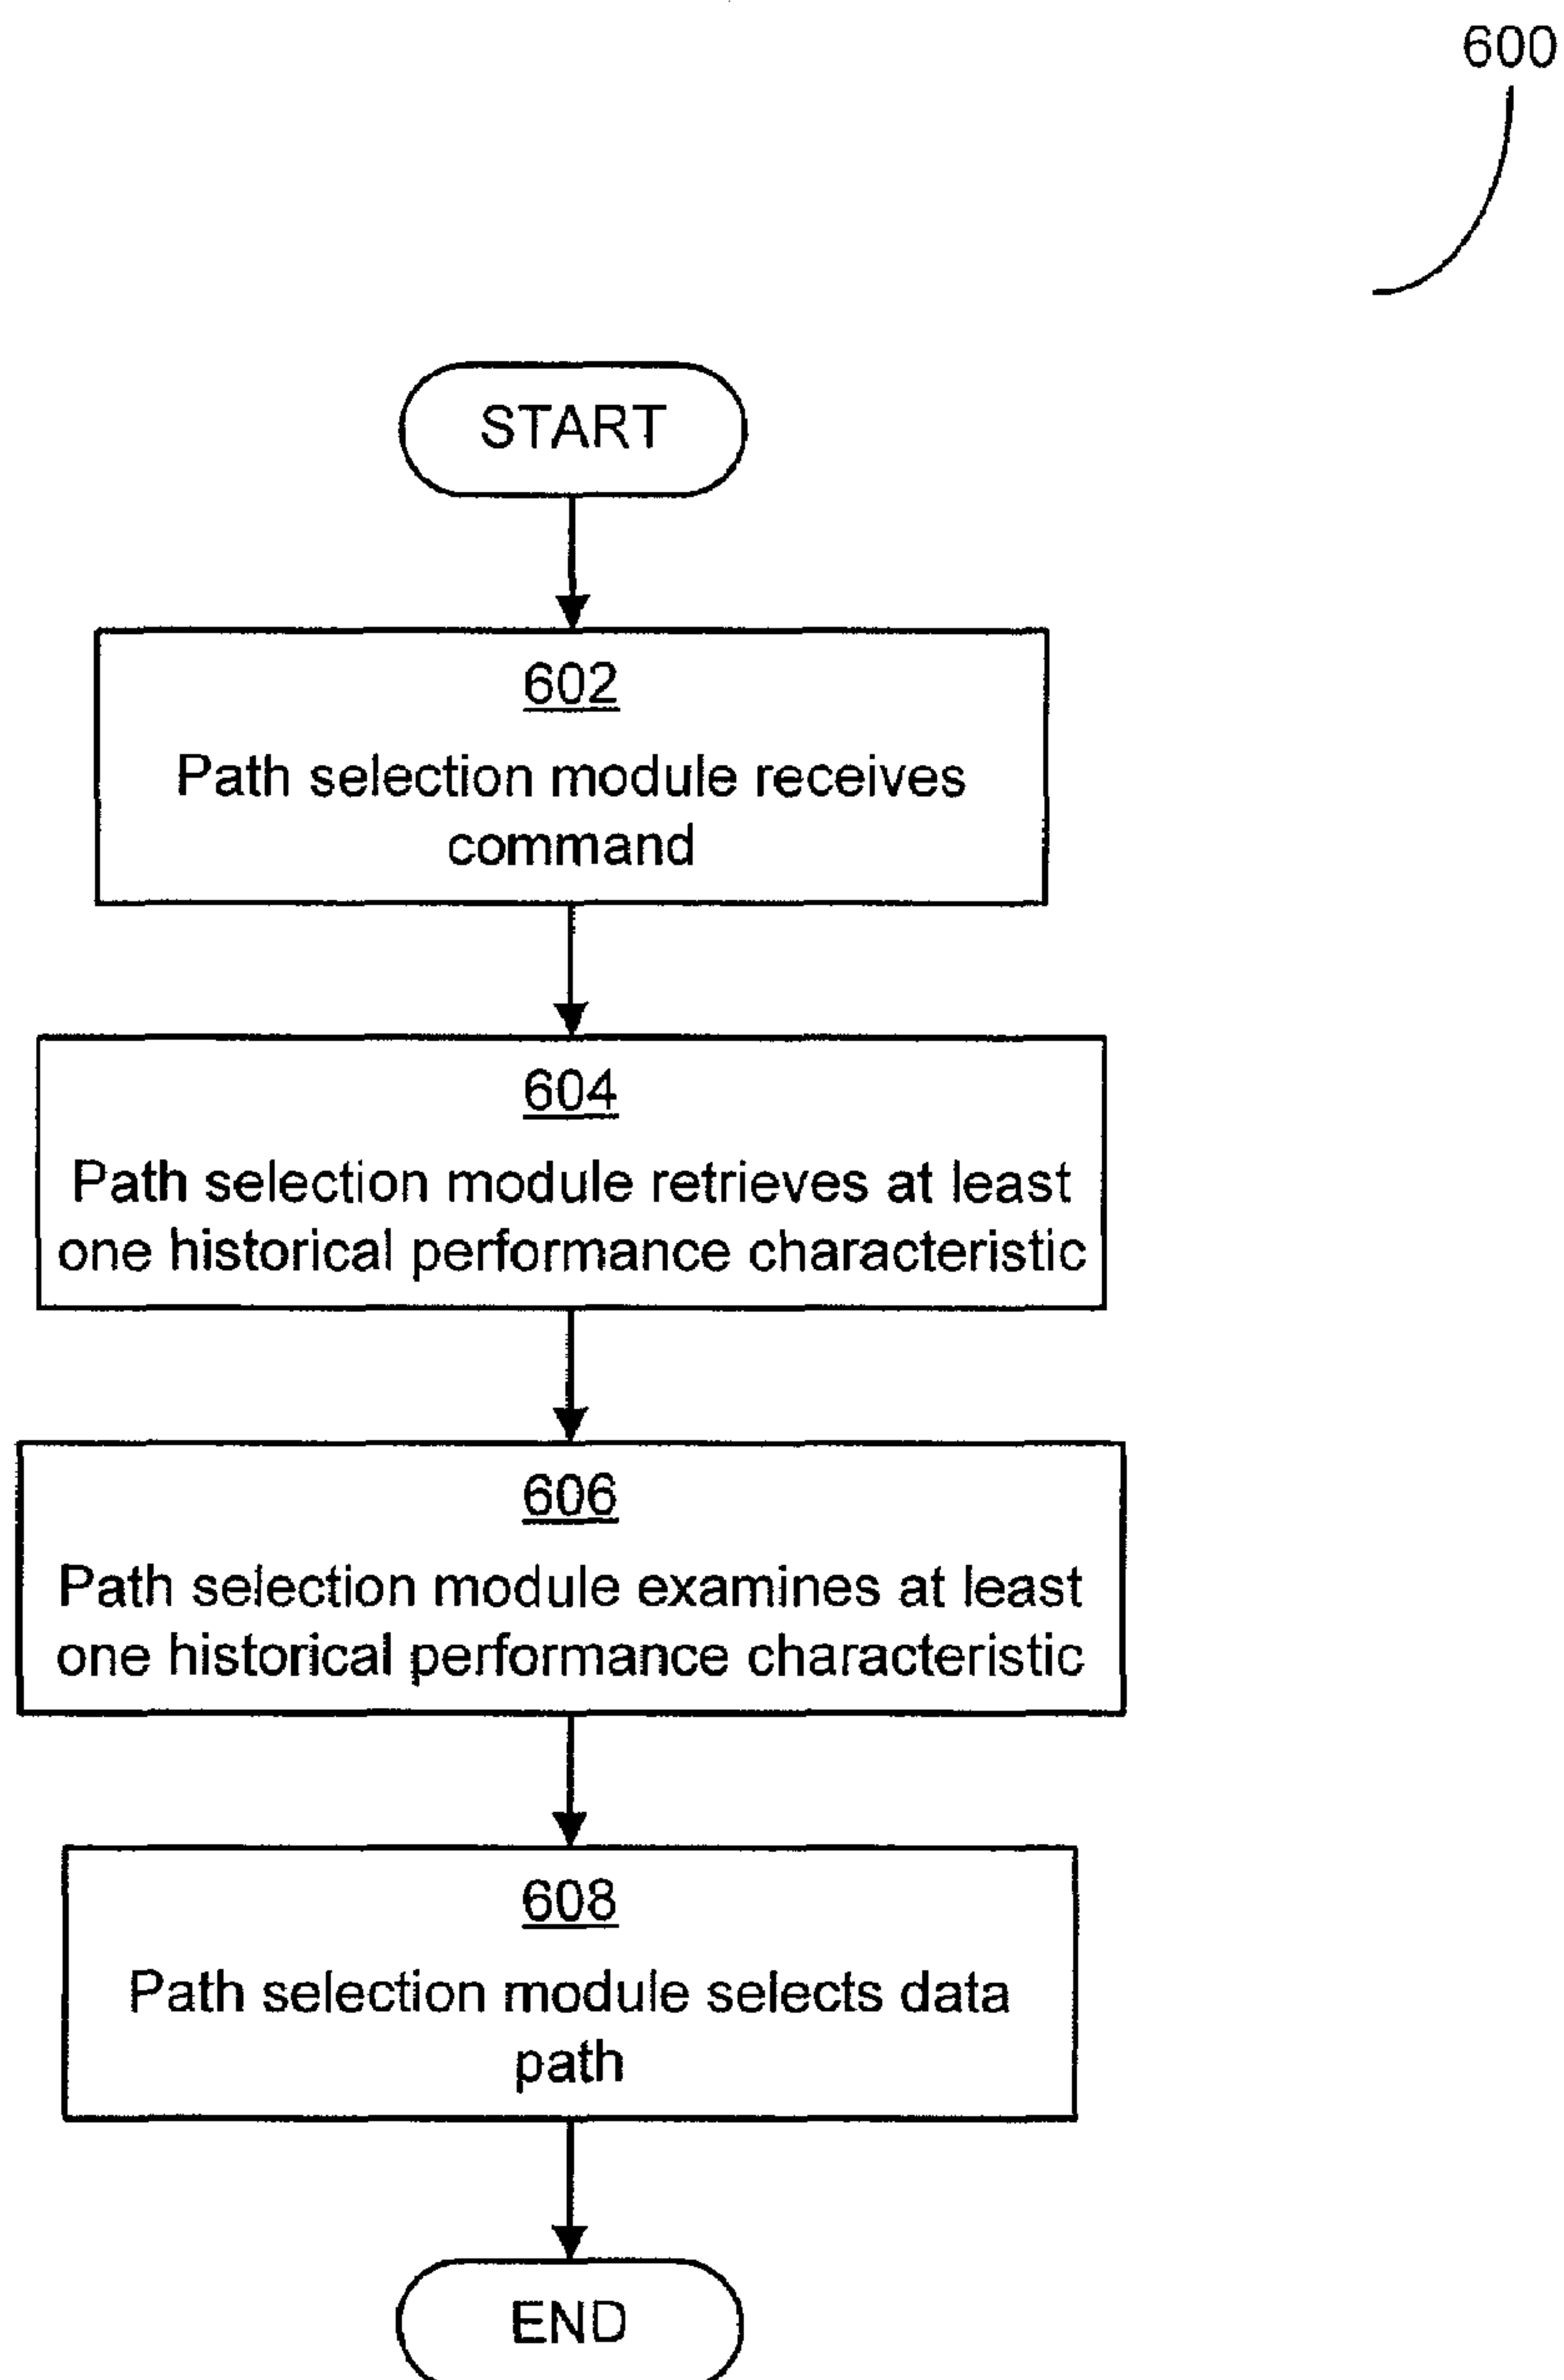 600
START
602
Path selection module receives
command
604
Path selection module retrieves at least
one historical performance characteristic
606
Path selection module examines at least
one historical performance characteristic
608
Path selection module selects data
path
END